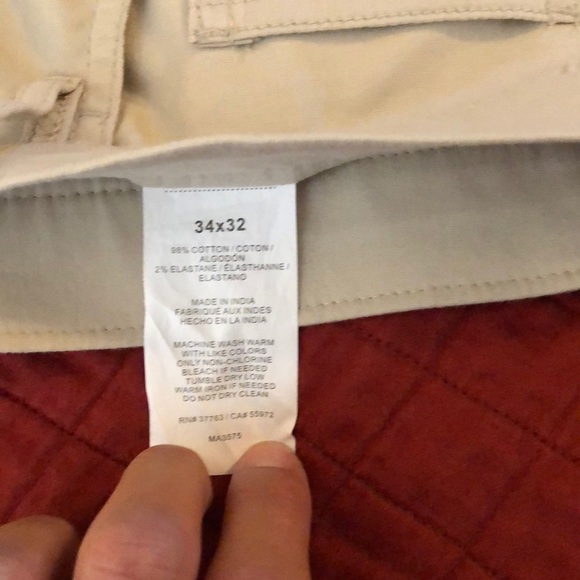 34x32
98% COTTON / COTON /
ALGODÓN
2% ELASTANE / ÉLASTHANNE /
ELASTANO
MADE IN INDIA
FABRIQUÉ AUX INDES
HECHO EN LA INDIA
MACHINE WASH WARM
WITH LIKE COLORS
ONLY NON-CHLORINE
BLEACH IF NEEDED
TUMBLE DRY LOW
WARM IRON IF NEEDED
DO NOT DRY CLEAN
RN# 37763 / CA# 55972
MA3575